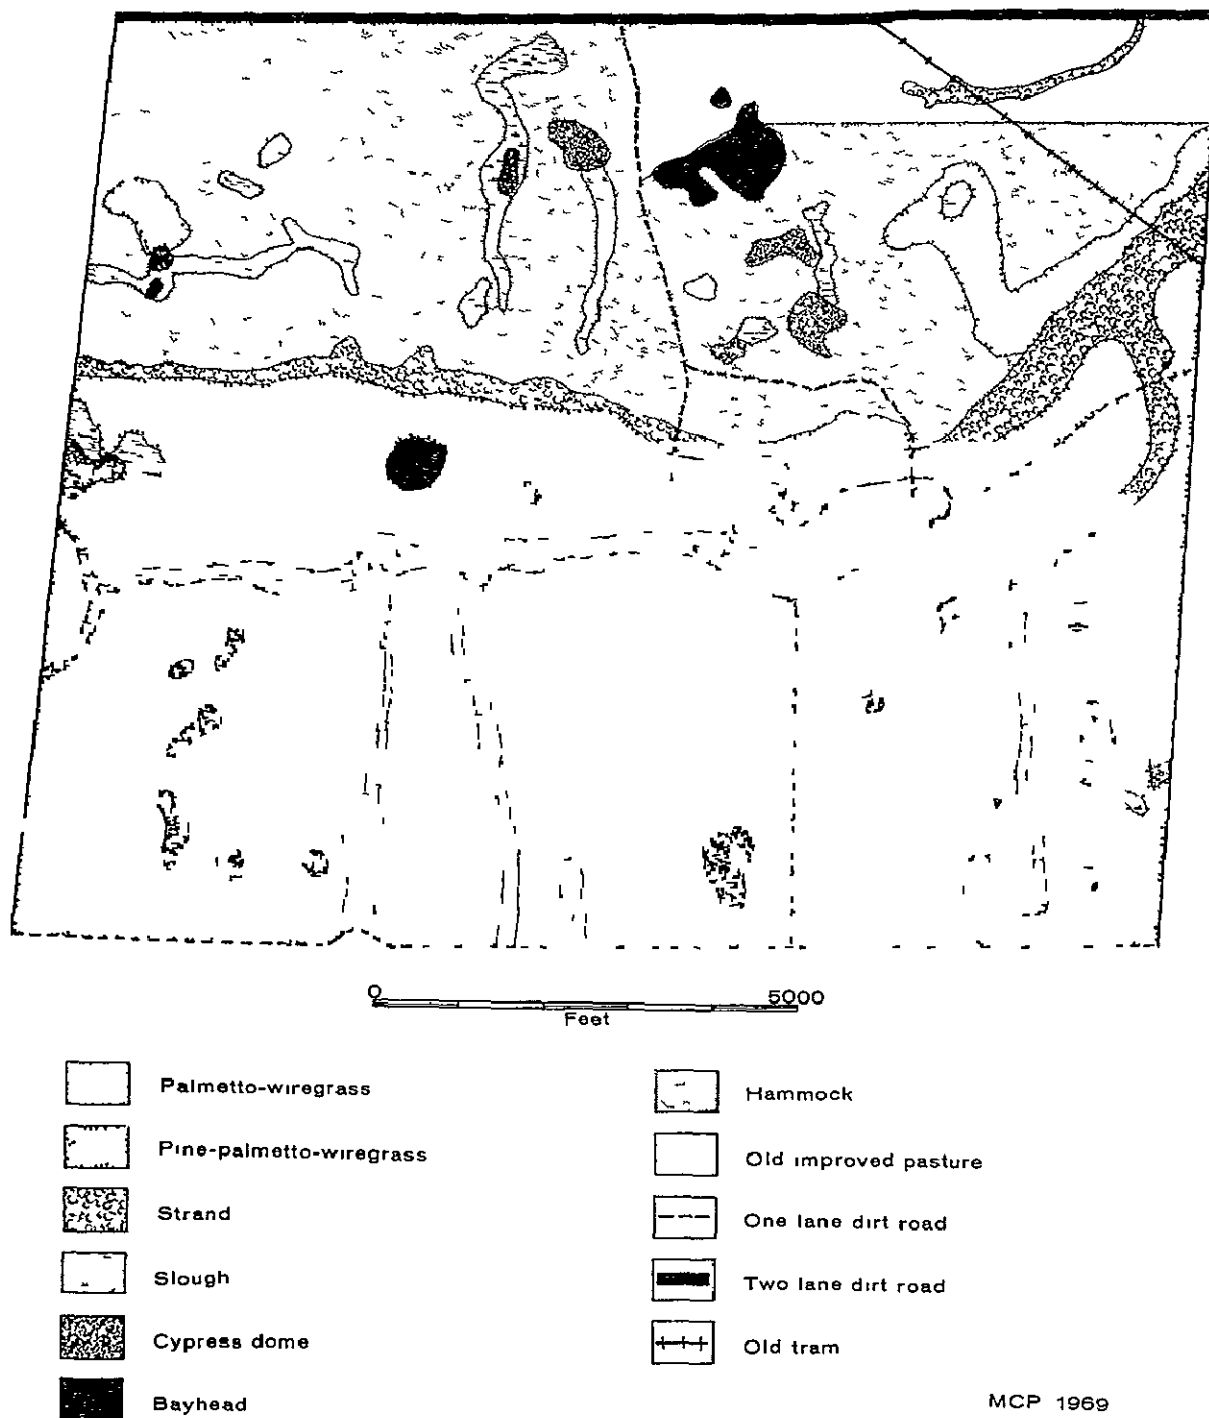 0 5000
Feet
Palmetto-wiregrass
Pine-palmetto-wiregrass
Strand
Slough
Cypress dome
Bayhead
Hammock
Old improved pasture
One lane dirt road
Two lane dirt road
Old tram
MCP 1969